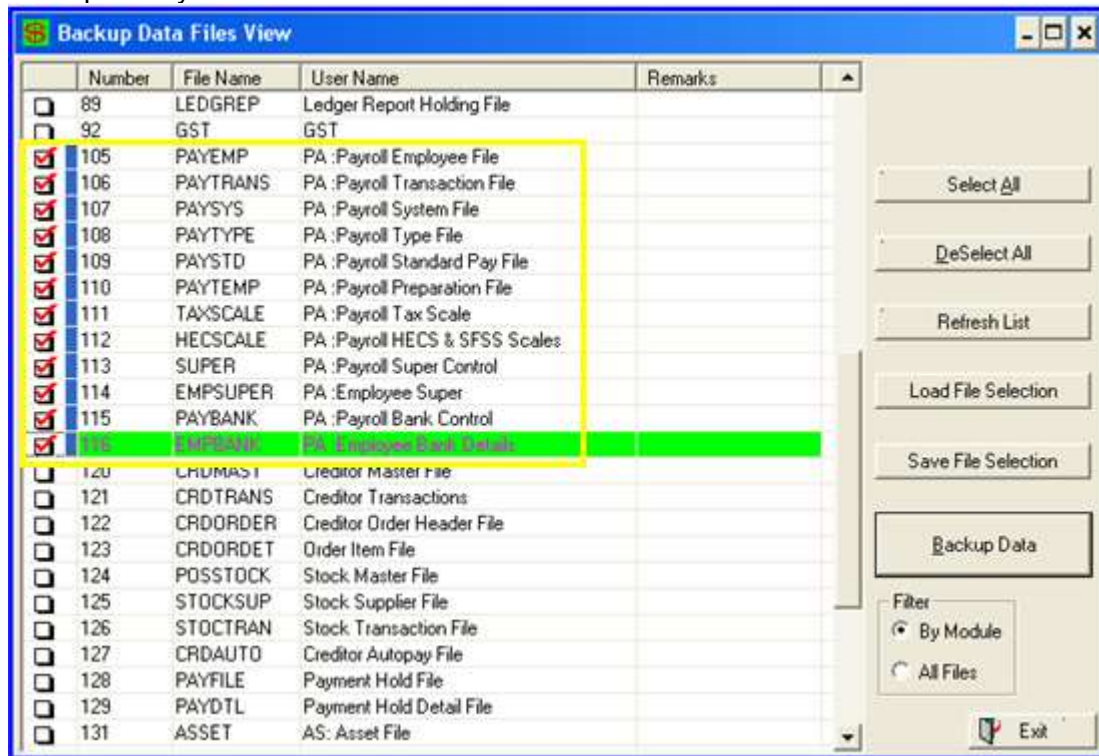 Backup Data Files View
Number File Name User Name Remarks
89 LEDGREP Ledger Report Holding File
92 GST GST
105 PAYEMP PA :Payroll Employee File
106 PAYTRANS PA :Payroll Transaction File
107 PAYSYS PA :Payroll System File
108 PAYTYPE PA :Payroll Type File
109 PAYSTD PA :Payroll Standard Pay File
110 PAYTEMP PA :Payroll Preparation File
111 TAXSCALE PA :Payroll Tax Scale
112 HECSCALE PA :Payroll HECS & SFSS Scales
113 SUPER PA :Payroll Super Control
114 EMPSUPER PA :Employee Super
115 PAYBANK PA :Payroll Bank Control
116 EMPBANK PA :Employee Bank Details
120 CRDMAST Creditor Master File
121 CRDTRANS Creditor Transactions
122 CRDORDER Creditor Order Header File
123 CRDORDET Order Item File
124 POSSTOCK Stock Master File
125 STOCKSUP Stock Supplier File
126 STOCTRAN Stock Transaction File
127 CRDAUTO Creditor Autopay File
128 PAYFILE Payment Hold File
129 PAYDTL Payment Hold Detail File
131 ASSET AS: Asset File
Select All
DeSelect All
Refresh List
Load File Selection
Save File Selection
Backup Data
Filter
By Module
All Files
Exit